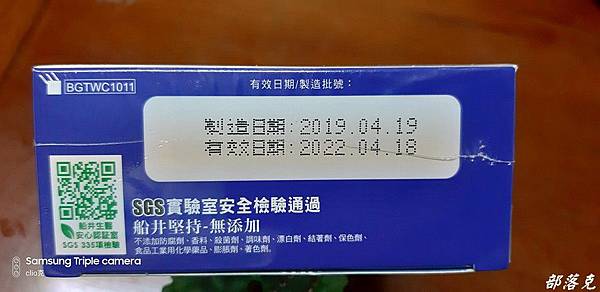 BGTWC1011
有效日期/製造批號：
製造日期：2019.04.19
有效日期：2022.04.18
SGS實驗室安全檢驗通過
船井堅持-無添加
不添加防腐劑、香料、殺菌劑、調味劑、漂白劑、結著劑、保色劑、
食品工業用化學藥品、膨脹劑、著色劑。
船井生醫
安心認証室
SGS 335項檢驗
Samsung Triple camera
clio克
部落克